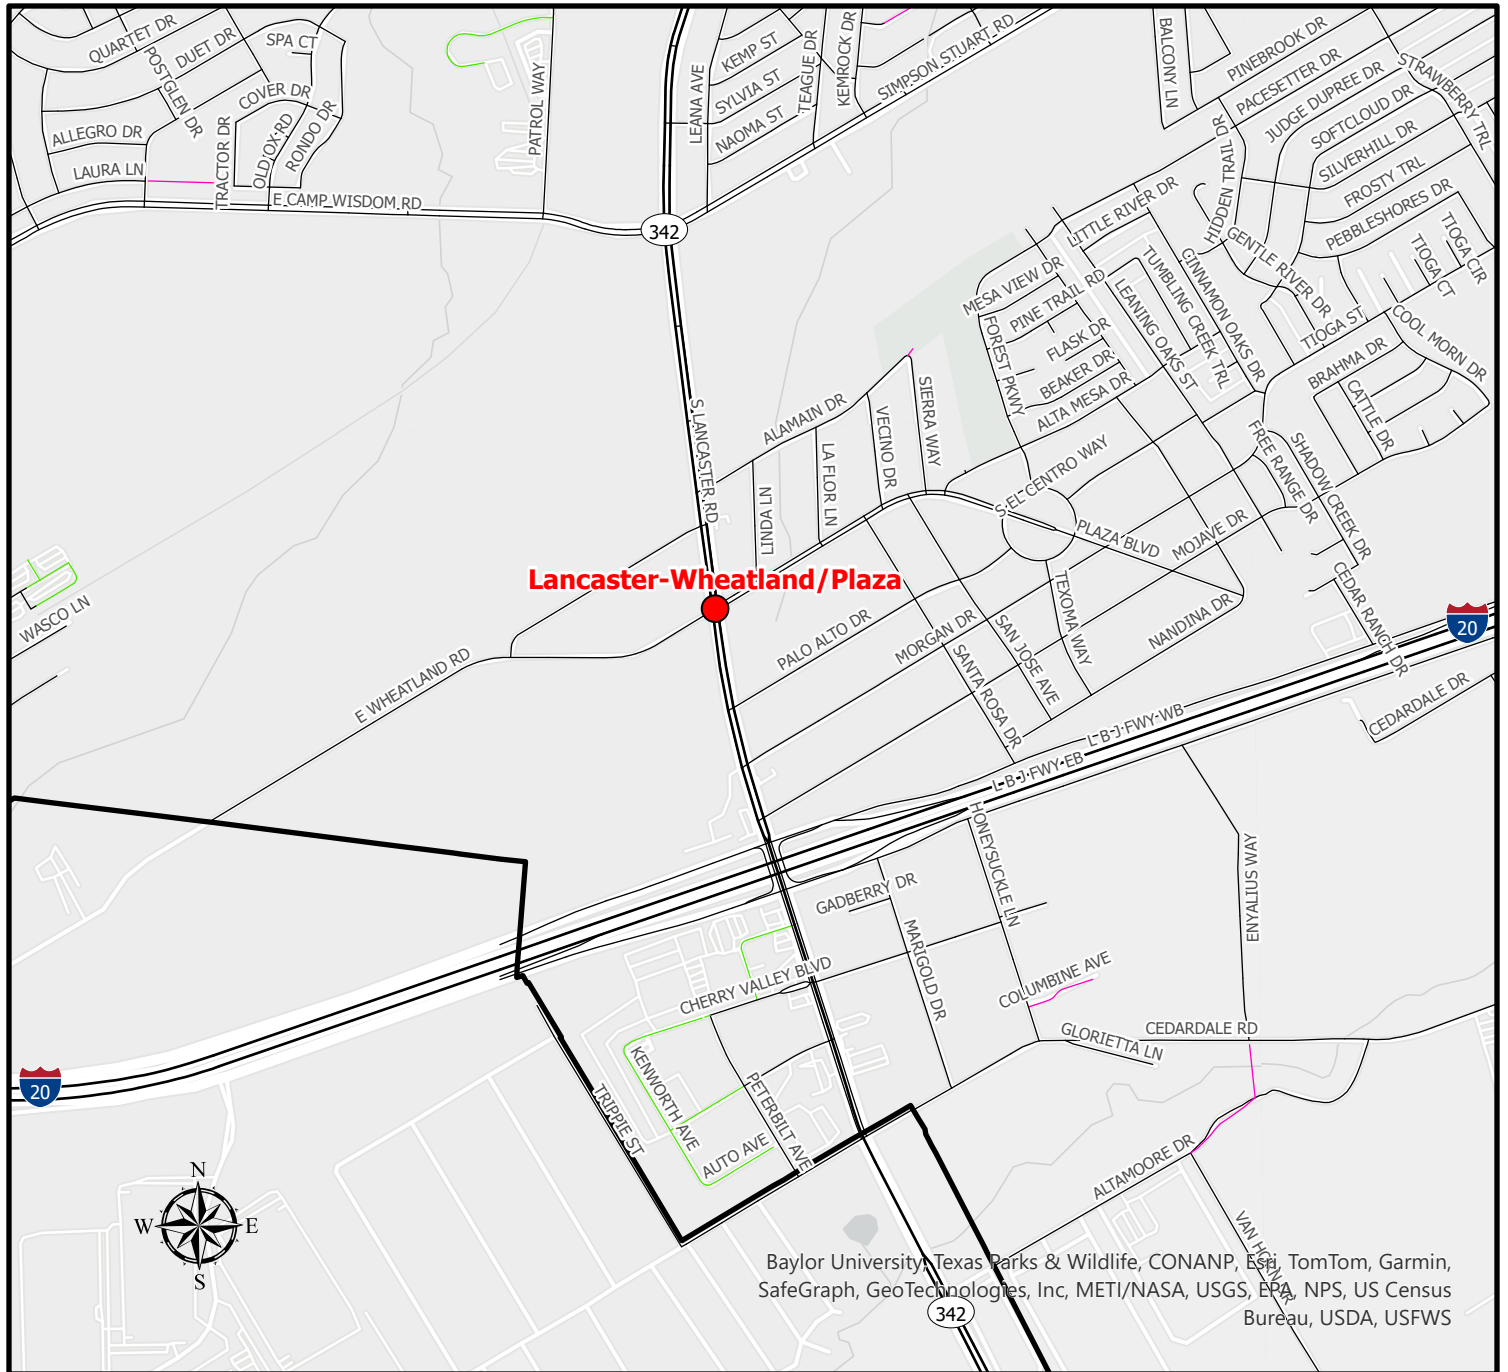 QUARTET DR
DUET DR
SPA CT
POSTGLEN DR
COVER DR
ALLEGRO DR
TRACTOR DR
OLD OX RD
RONDO DR
LAURA LN
E CAMP WISDOM RD
PATROL WAY
342
LEANA AVE
KEMP ST
SYLVIA ST
NAOMA ST
TEAGUE DR
KEMROCK DR
SIMPSON STUART RD
BALCONY LN
PINEBROOK DR
PACESETTER DR
JUDGE DUPREE DR
SOFTCLOUD DR
STRAWBERRY TRL
SILVERHILL DR
FROSTY TRL
PEBBLESHORES DR
HIDDEN TRAIL DR
LITTLE RIVER DR
GENTLE RIVER DR
TIOGA CT
TIOGA CIR
MESA VIEW DR
PINE TRAIL RD
FLASK DR
BEAKER DR
ALTA MESA DR
FOREST PKWY
TUMBLING CREEK TRL
CINNAMON OAKS DR
LEANING OAKS ST
TIOGA ST
COOL MORN DR
BRAHMA DR
CATTLE DR
S LANCASTER RD
ALAMAIN DR
SIERRA WAY
VECINO DR
LA FLOR LN
LINDA LN
S EL CENTRO WAY
FREE RANGE DR
SHADOW CREEK DR
PLAZA BLVD
MOJAVE DR
Lancaster-Wheatland/Plaza
WASCO LN
E WHEATLAND RD
PALO ALTO DR
MORGAN DR
SAN JOSE AVE
SANTA ROSA DR
TEXOMA WAY
NANDINA DR
CEDAR RANCH DR
20
CEDARDALE DR
L B J FWY WB
L B J FWY EB
HONEYSUCKLE LN
GADBERRY DR
MARIGOLD DR
ENYALIUS WAY
CHERRY VALLEY BLVD
COLUMBINE AVE
GLORIETTA LN
CEDARDALE RD
20
KENWORTH AVE
TRIPPIE ST
PETERBILT AVE
AUTO AVE
ALTAMOORE DR
VAN HORN DR
N
W
E
S
342
Baylor University, Texas Parks & Wildlife, CONANP, Esri, TomTom, Garmin,
SafeGraph, GeoTechnologies, Inc, METI/NASA, USGS, EPA, NPS, US Census
Bureau, USDA, USFWS